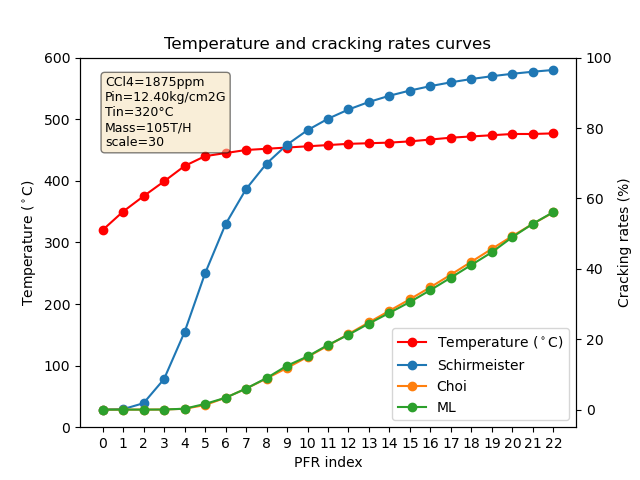 Temperature and cracking rates curves
CCl4=1875ppm
Pin=12.40kg/cm2G
Tin=320°C
Mass=105T/H
scale=30
600
500
400
300
200
100
0
Temperature (°C)
100
80
60
40
20
0
Cracking rates (%)
Temperature (°C)
Schirmeister
Choi
ML
0 1 2 3 4 5 6 7 8 9 10 11 12 13 14 15 16 17 18 19 20 21 22
PFR index